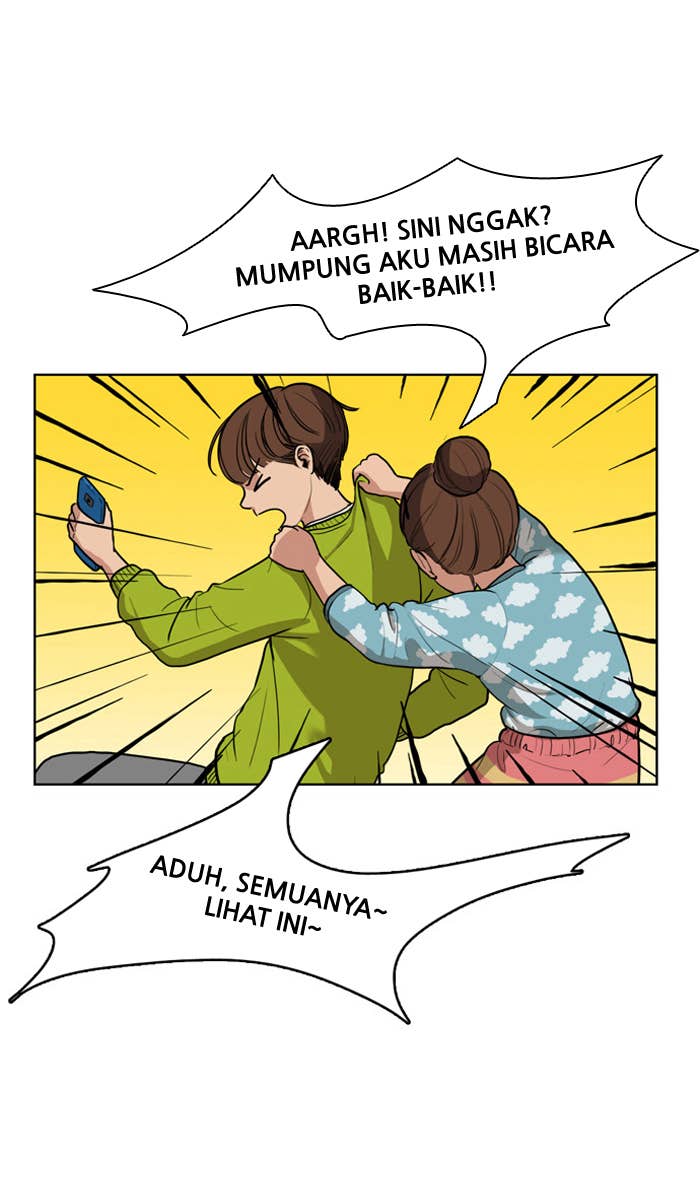 AARGH! SINI NGGAK?
MUMPUNG AKU MASIH BICARA
BAIK-BAIK!!
ADUH, SEMUANYA~
LIHAT INI~